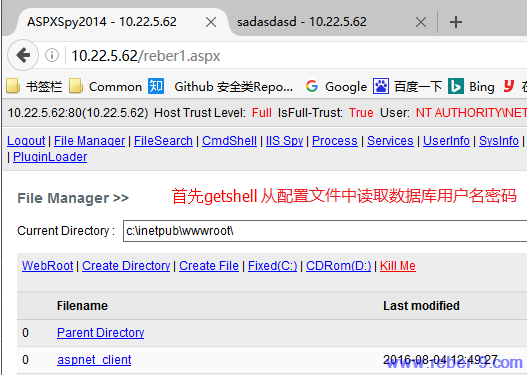 ASPXSpy2014 - 10.22.5.62
sadasdasd - 10.22.5.62
10.22.5.62/reber1.aspx
书签栏 Common 知 Github 安全类Repo... Google 百度一下 Bing
10.22.5.62:80(10.22.5.62) Host Trust Level: Full IsFull-Trust: True User: NT AUTHORITY\NET
Logout | File Manager | FileSearch | CmdShell | IIS Spy | Process | Services | UserInfo | SysInfo |
| PluginLoader
File Manager >>
首先getshell 从配置文件中读取数据库用户名密码
Current Directory : c:\inetpub\wwwroot\
WebRoot | Create Directory | Create File | Fixed(C:) | CDRom(D:) | Kill Me
Filename Last modified
0 Parent Directory
0 aspnet_client 2016-08-04 12:49:27
www.reber-9.com